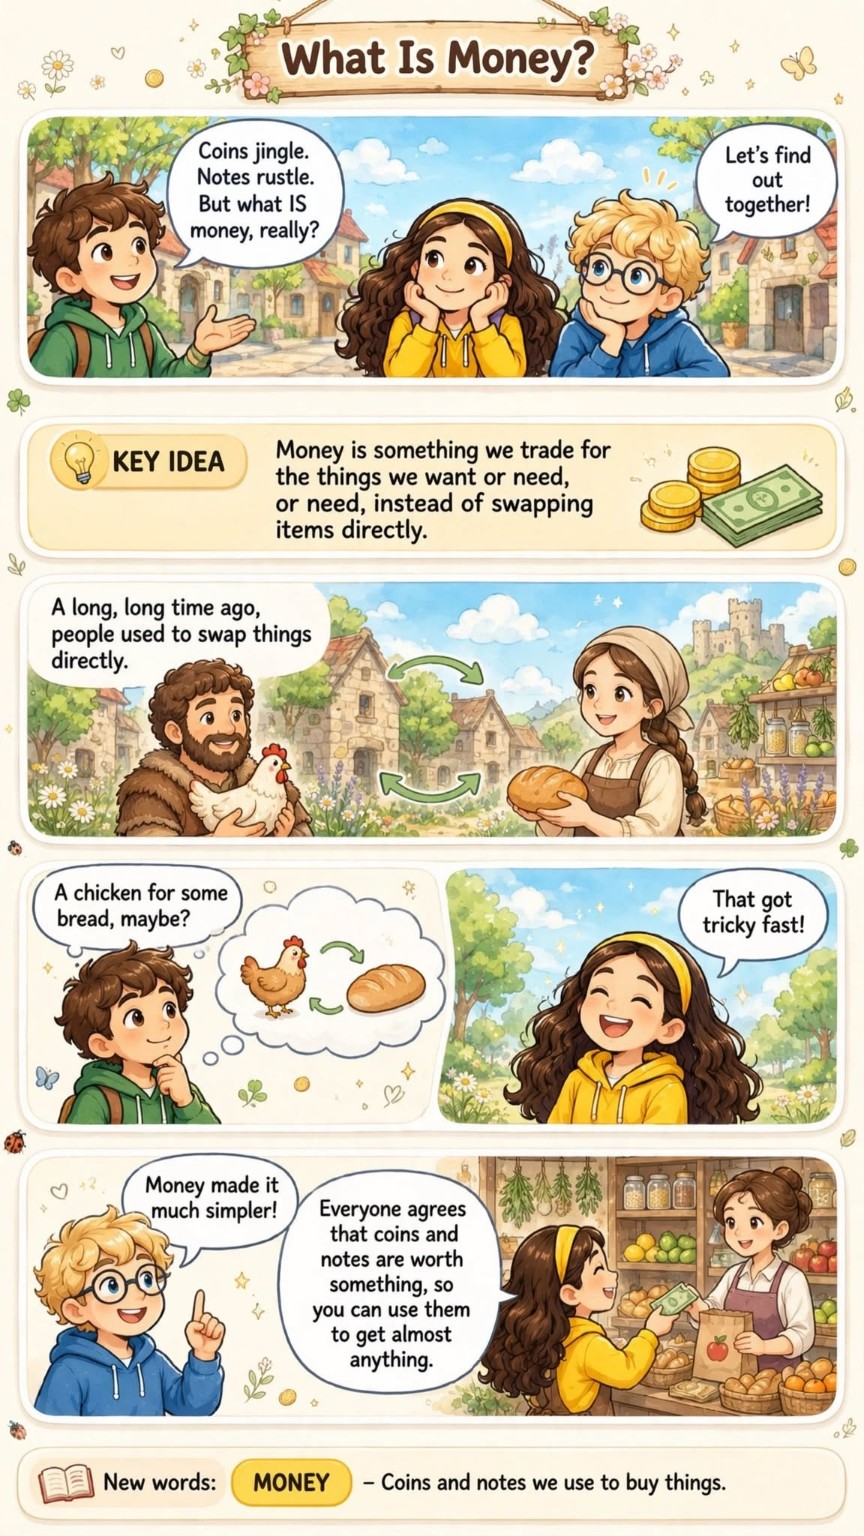 What Is Money?
Coins jingle.
Notes rustle.
But what IS
money, really?
Let's find
out
together!
KEY IDEA
Money is something we trade for
the things we want or need,
or need, instead of swapping
items directly.
A long, long time ago,
people used to swap things
directly.
A chicken for some
bread, maybe?
That got
tricky fast!
Money made it
much simpler!
Everyone agrees
that coins and
notes are worth
something, so
you can use them
to get almost
anything.
New words: MONEY – Coins and notes we use to buy things.